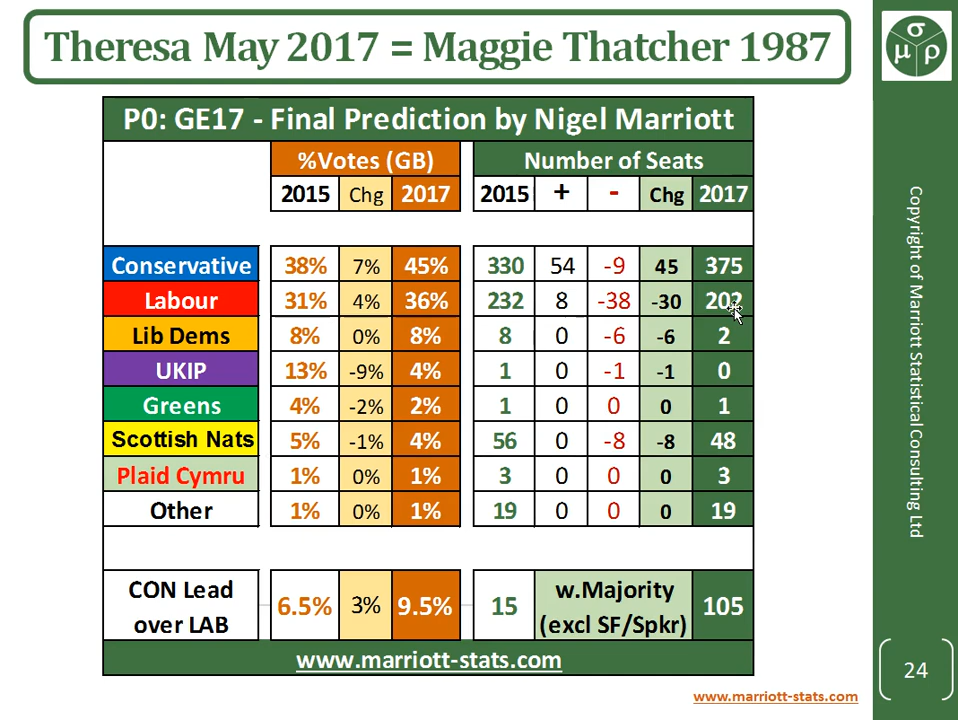 Theresa May 2017 = Maggie Thatcher 1987
σ
μ ρ
P0: GE17 - Final Prediction by Nigel Marriott
%Votes (GB) Number of Seats
2015 Chg 2017 2015 + - Chg 2017
Conservative 38% 7% 45% 330 54 -9 45 375
Labour 31% 4% 36% 232 8 -38 -30 202
Lib Dems 8% 0% 8% 8 0 -6 -6 2
UKIP 13% -9% 4% 1 0 -1 -1 0
Greens 4% -2% 2% 1 0 0 0 1
Scottish Nats 5% -1% 4% 56 0 -8 -8 48
Plaid Cymru 1% 0% 1% 3 0 0 0 3
Other 1% 0% 1% 19 0 0 0 19
CON Lead over LAB 6.5% 3% 9.5% 15 w.Majority (excl SF/Spkr) 105
www.marriott-stats.com
www.marriott-stats.com
Copyright of Marriott Statistical Consulting Ltd
24